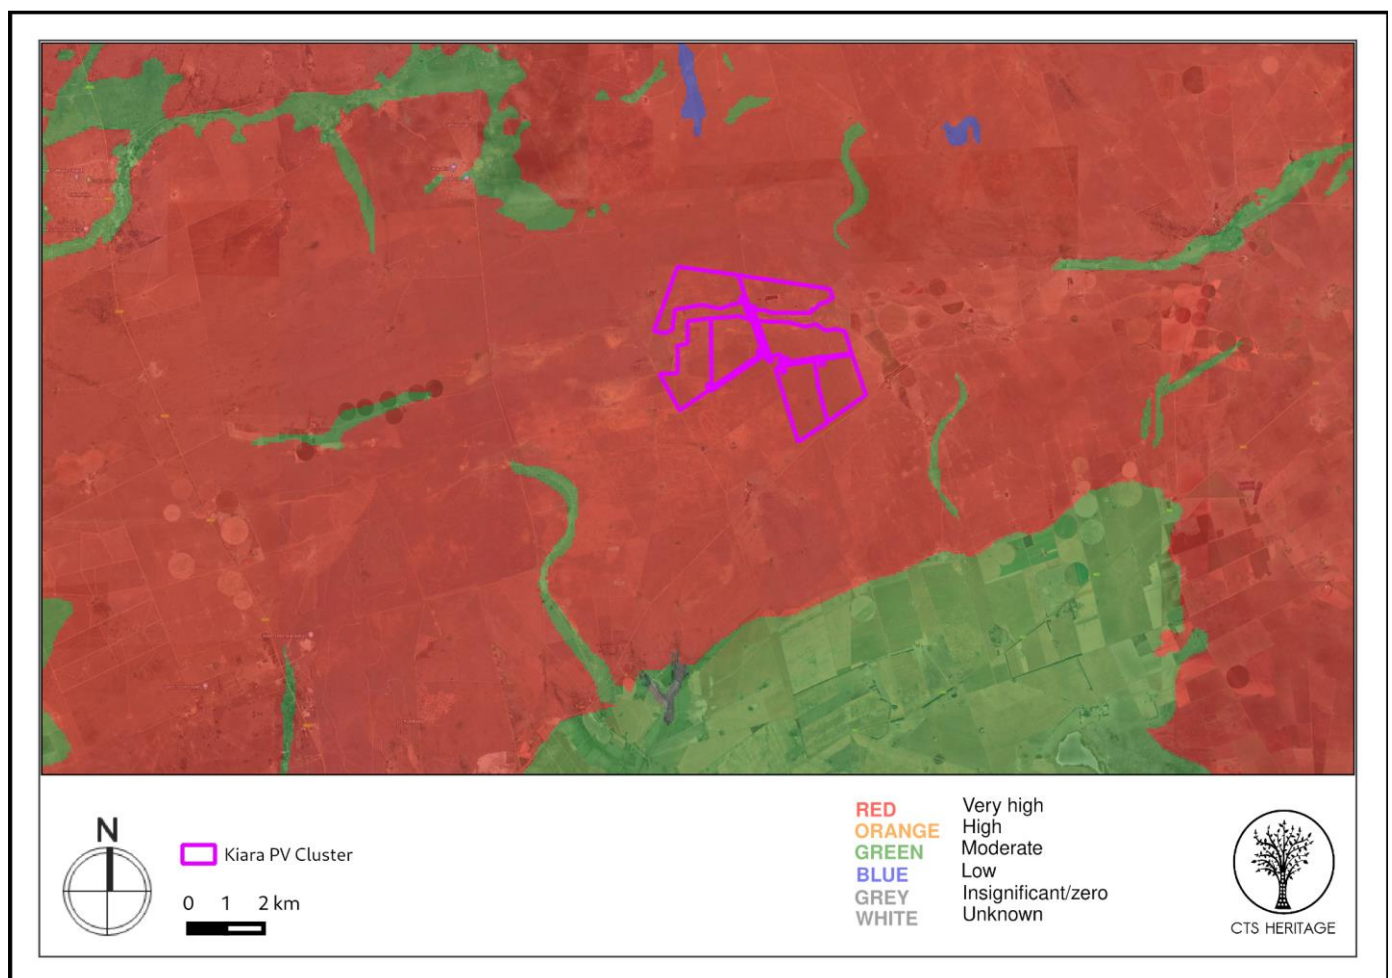 N
Kiara PV Cluster
0 1 2 km
RED Very high
ORANGE High
GREEN Moderate
BLUE Low
GREY Insignificant/zero
WHITE Unknown
CTS HERITAGE